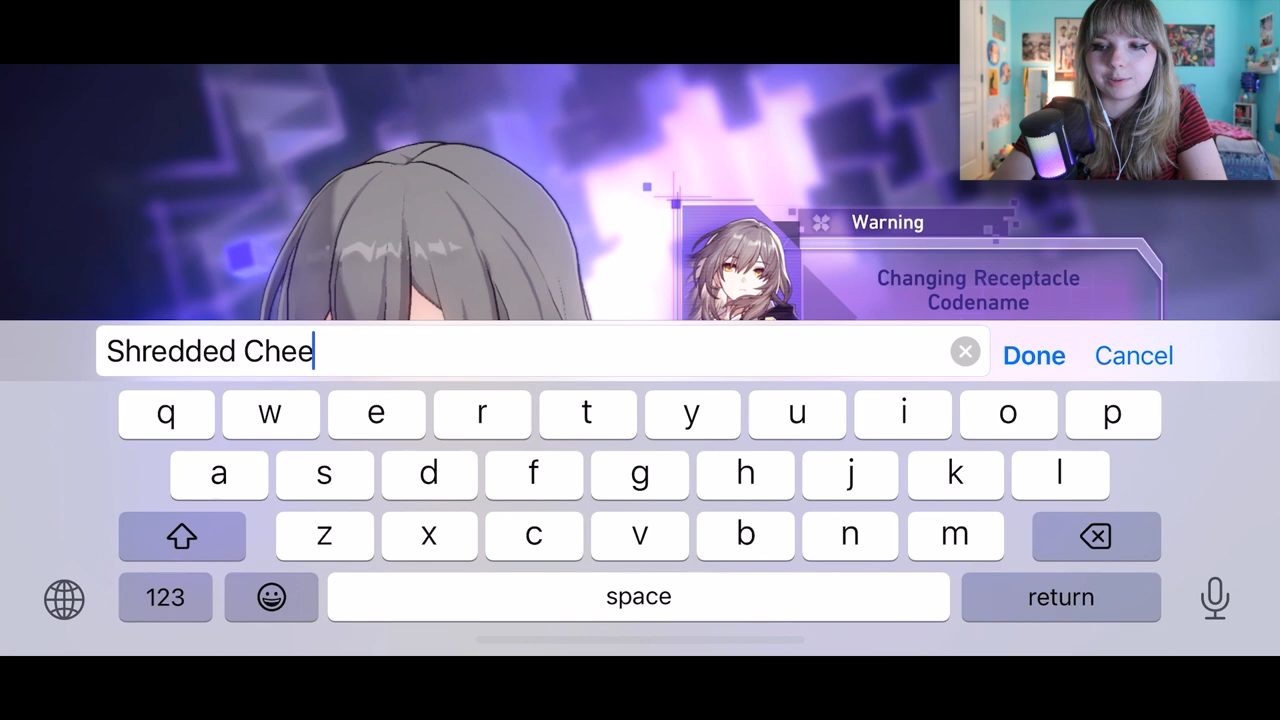 Warning
Changing Receptacle
Codename
Shredded Chee
Done Cancel
q w e r t y u i o p
a s d f g h j k l
z x c v b n m
123 space return